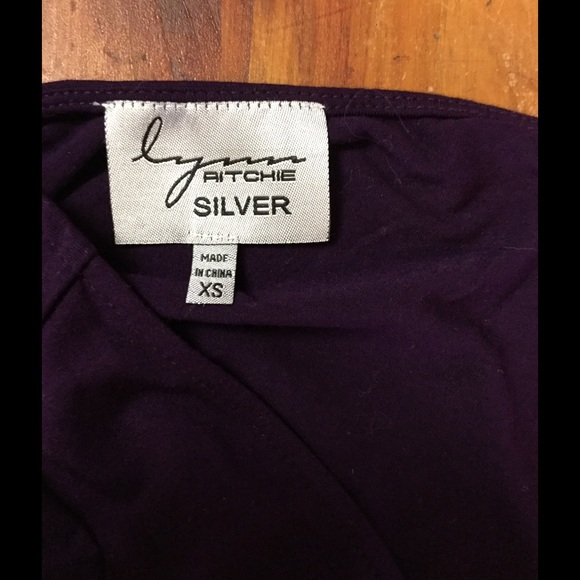 lynn
RITCHIE
SILVER
MADE
IN CHINA
XS